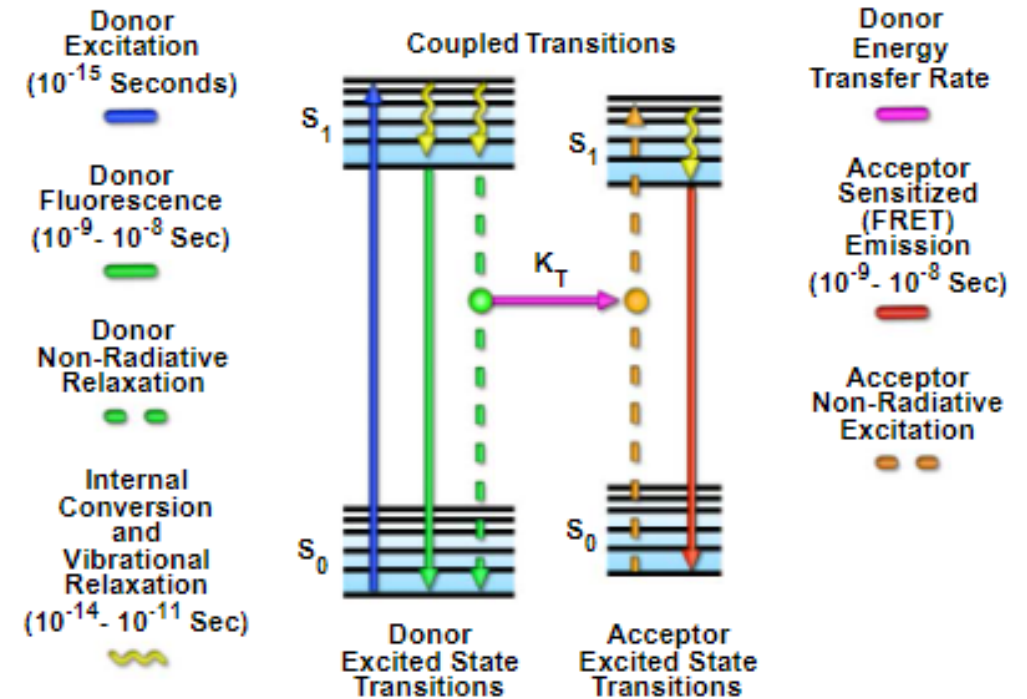 Donor
Excitation
(10⁻¹⁵ Seconds)
Donor
Fluorescence
(10⁻⁹- 10⁻⁸ Sec)
Donor
Non-Radiative
Relaxation
Internal
Conversion
and
Vibrational
Relaxation
(10⁻¹⁴- 10⁻¹¹ Sec)
Coupled Transitions
S₁
S₁
K_T
S₀
S₀
Donor
Excited State
Transitions
Acceptor
Excited State
Transitions
Donor
Energy
Transfer Rate
Acceptor
Sensitized
(FRET)
Emission
(10⁻⁹- 10⁻⁸ Sec)
Acceptor
Non-Radiative
Excitation